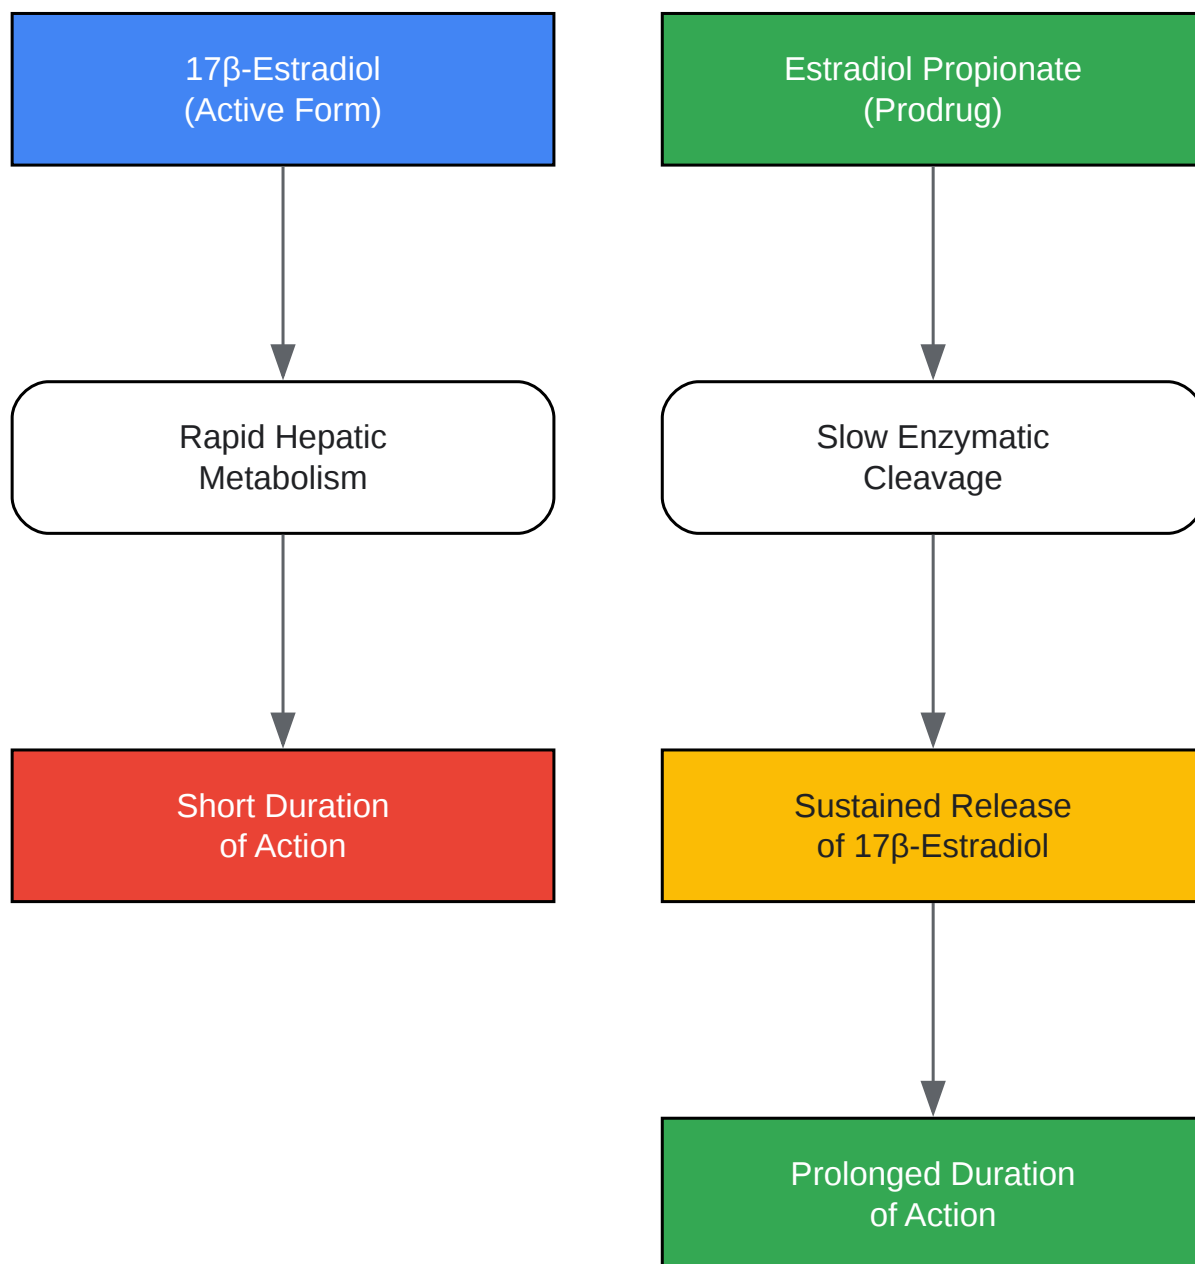 17β-Estradiol
(Active Form)
Estradiol Propionate
(Prodrug)
Rapid Hepatic
Metabolism
Slow Enzymatic
Cleavage
Short Duration
of Action
Sustained Release
of 17β-Estradiol
Prolonged Duration
of Action